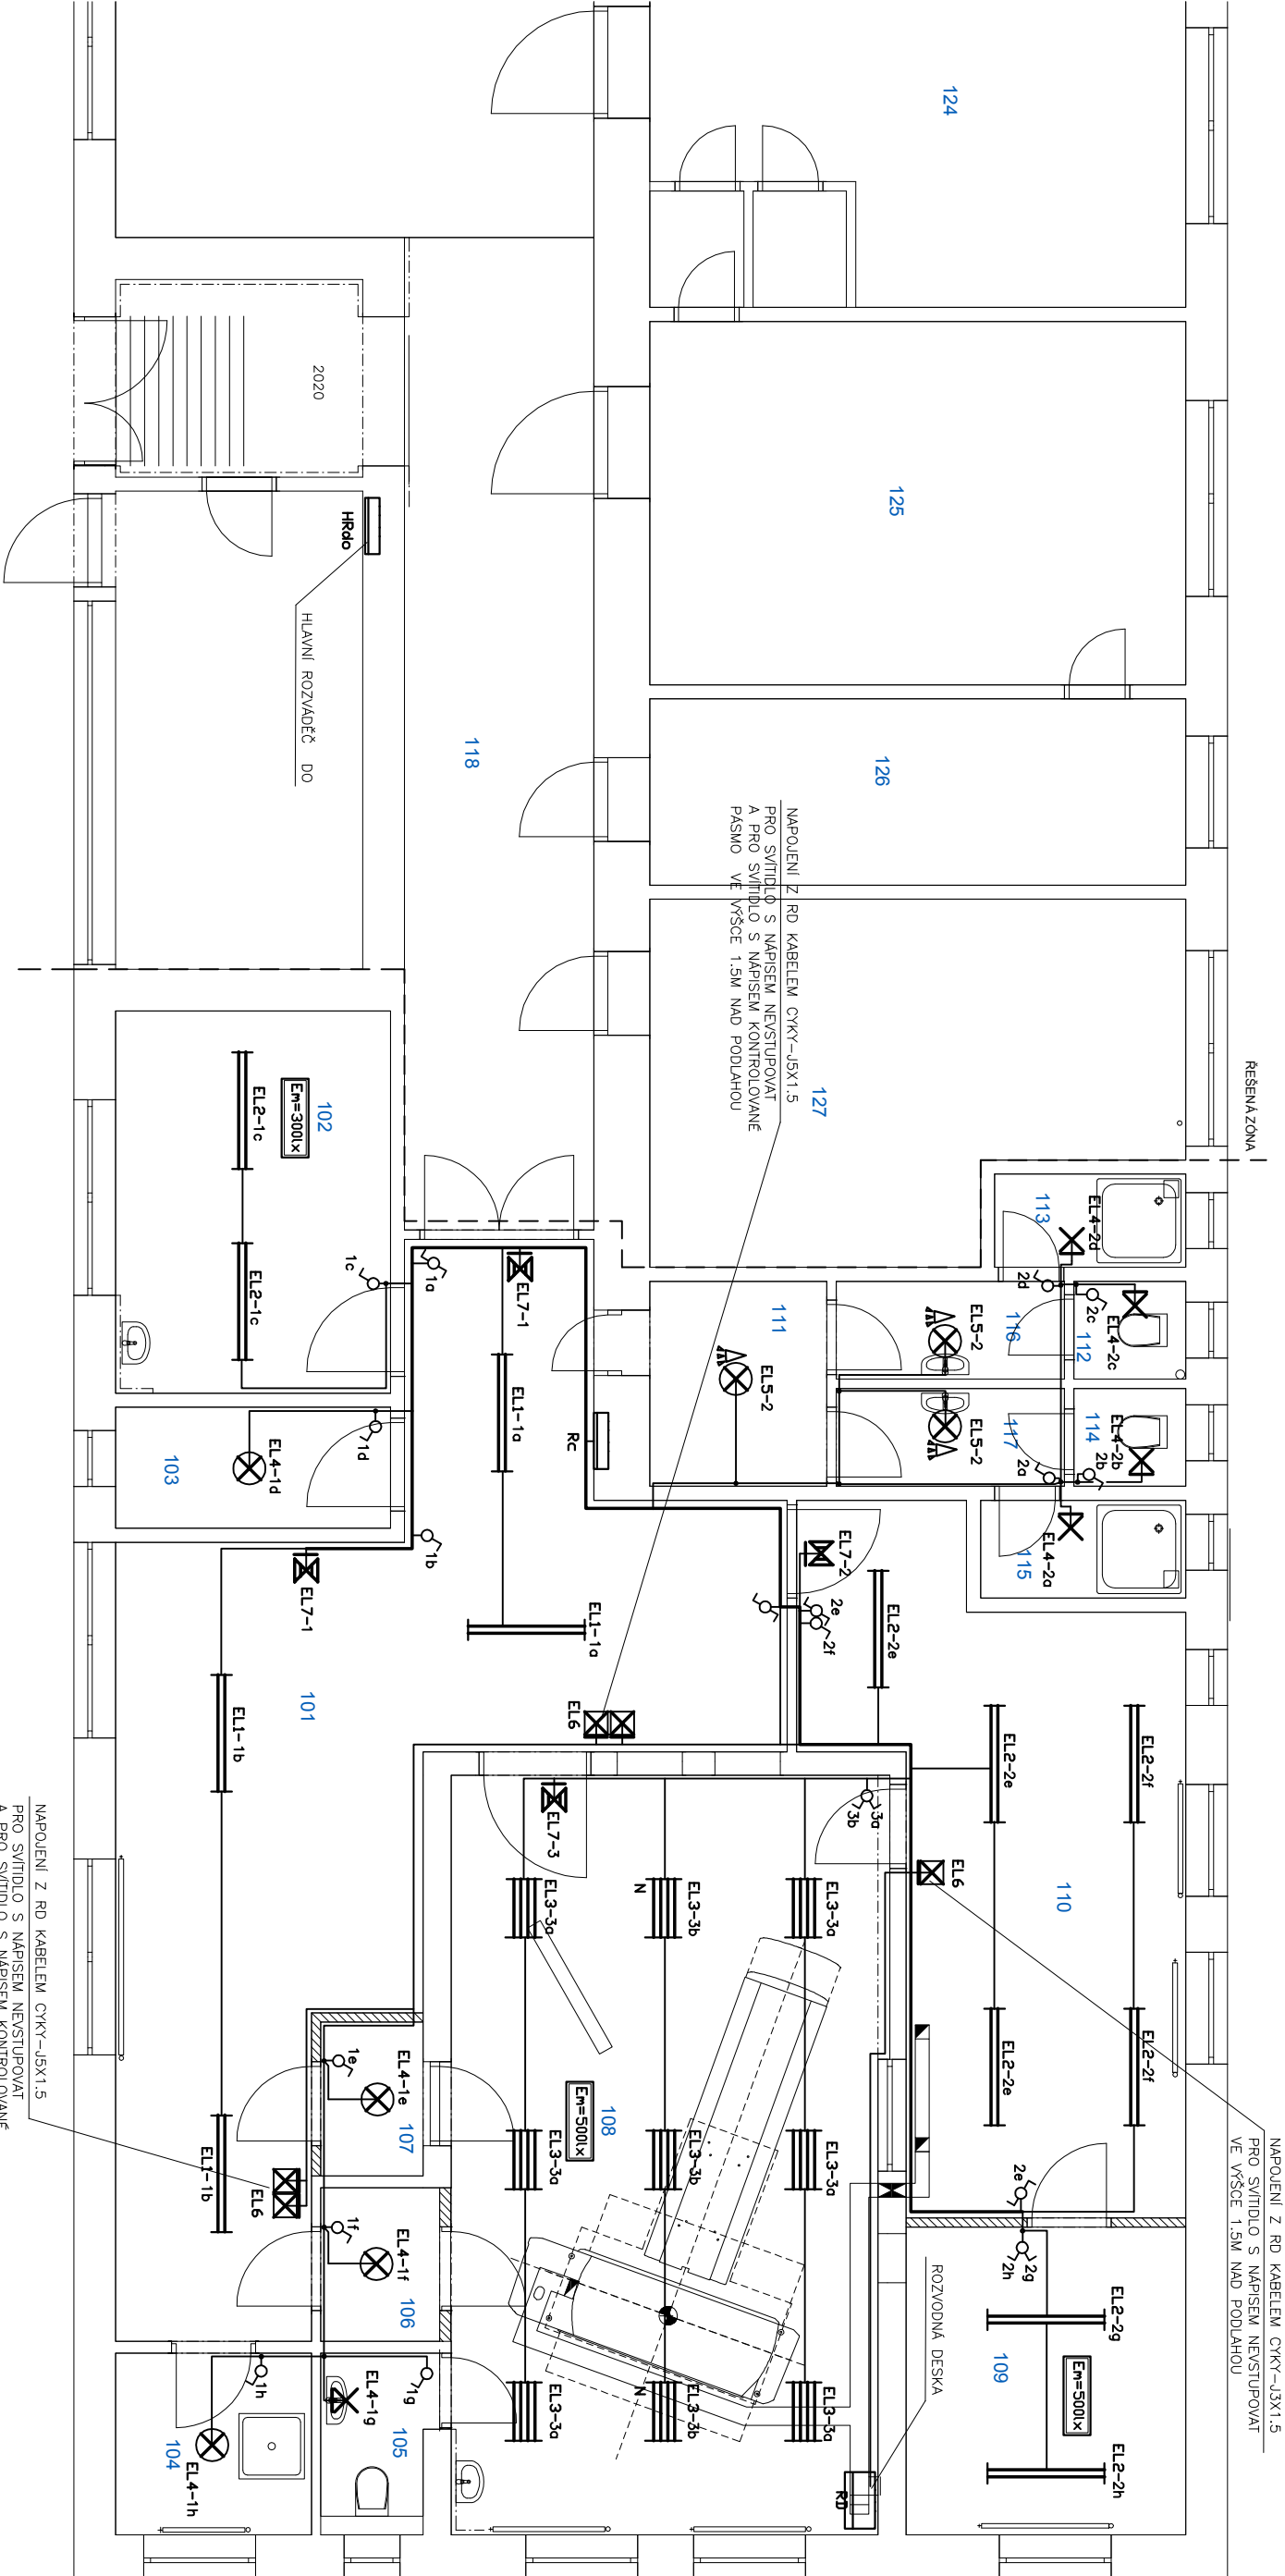 ŘEŠENÁ ZÓNA
124
125
126
127
118
2020
HRdo
HLAVNÍ ROZVÁDĚČ DO
NAPOJENÍ Z RD KABELEM CYKY-J5X1.5
PRO SVÍTIDLO S NÁPISEM NEVSTUPOVAT
A PRO SVÍTIDLO S NÁPISEM KONTROLOVANÉ
PÁSMO VE VÝŠCE 1.5M NAD PODLAHOU
113
EL4-2d
2d
2c
EL4-2c
112
116
EL5-2
111
EL5-2
EL5-2
117
114
EL4-2b
2b
2a
EL4-2a
115
102
Em=300lx
EL2-1c
EL2-1c
1c
1a
EL7-1
EL1-1a
Rc
1d
EL4-1d
103
1b
EL7-1
EL1-1a
EL7-2
2e
2f
EL2-2e
EL6
101
EL1-1b
EL2-2e
EL2-2f
110
EL6
3a
3b
EL7-3
EL3-3a
EL3-3b
N
EL3-3a
EL2-2e
EL2-2f
NAPOJENÍ Z RD KABELEM CYKY-J3X1.5
PRO SVÍTIDLO S NÁPISEM NEVSTUPOVAT
VE VÝŠCE 1.5M NAD PODLAHOU
NAPOJENÍ Z RD KABELEM CYKY-J5X1.5
PRO SVÍTIDLO S NÁPISEM NEVSTUPOVAT
A PRO SVÍTIDLO S NÁPISEM KONTROLOVANÉ
1e
EL4-1e
107
108
Em=500lx
EL3-3a
EL3-3b
EL3-3a
EL1-1b
EL6
1f
EL4-1f
106
2e
2g
2h
EL2-2g
109
Em=500lx
EL2-2h
ROZVODNÁ DESKA
RD
EL3-3a
EL3-3b
N
EL3-3a
1g
EL4-1g
105
1h
104
EL4-1h